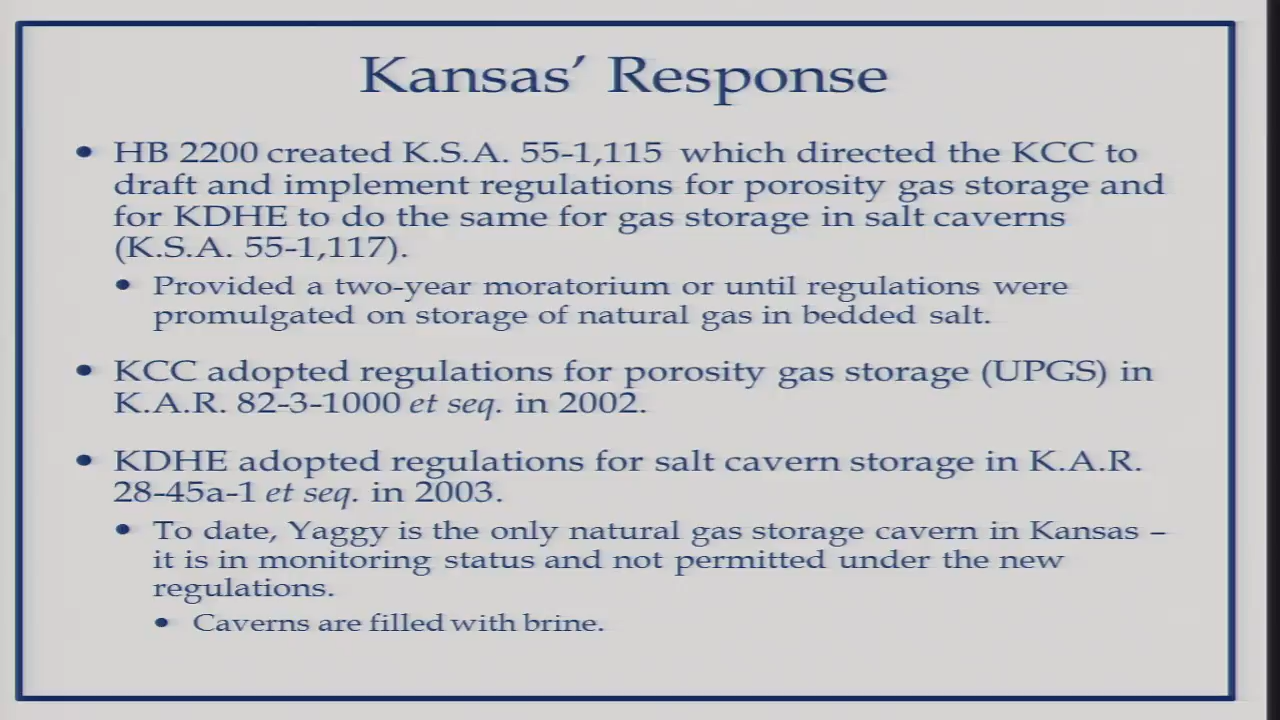 Kansas’ Response
• HB 2200 created K.S.A. 55-1,115 which directed the KCC to
draft and implement regulations for porosity gas storage and
for KDHE to do the same for gas storage in salt caverns
(K.S.A. 55-1,117).
• Provided a two-year moratorium or until regulations were
promulgated on storage of natural gas in bedded salt.
• KCC adopted regulations for porosity gas storage (UPGS) in
K.A.R. 82-3-1000 et seq. in 2002.
• KDHE adopted regulations for salt cavern storage in K.A.R.
28-45a-1 et seq. in 2003.
• To date, Yaggy is the only natural gas storage cavern in Kansas –
it is in monitoring status and not permitted under the new
regulations.
• Caverns are filled with brine.